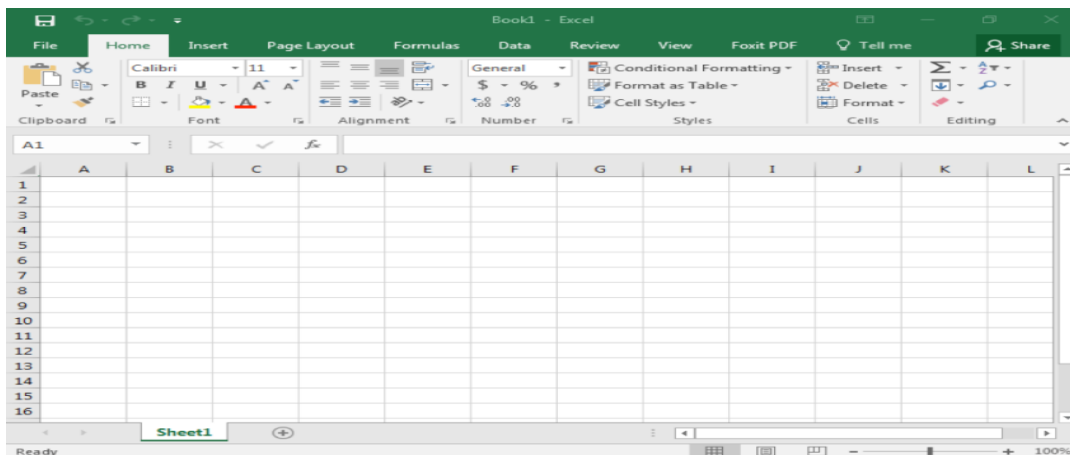 Book1 - Excel
File Home Insert Page Layout Formulas Data Review View Foxit PDF Tell me Share
Calibri 11 General Conditional Formatting Insert
Paste B I U A A $ % , Format as Table Delete
A Cell Styles Format
Clipboard Font Alignment Number Styles Cells Editing
A1 fx
A B C D E F G H I J K L
1
2
3
4
5
6
7
8
9
10
11
12
13
14
15
16
Sheet1
Ready 100%